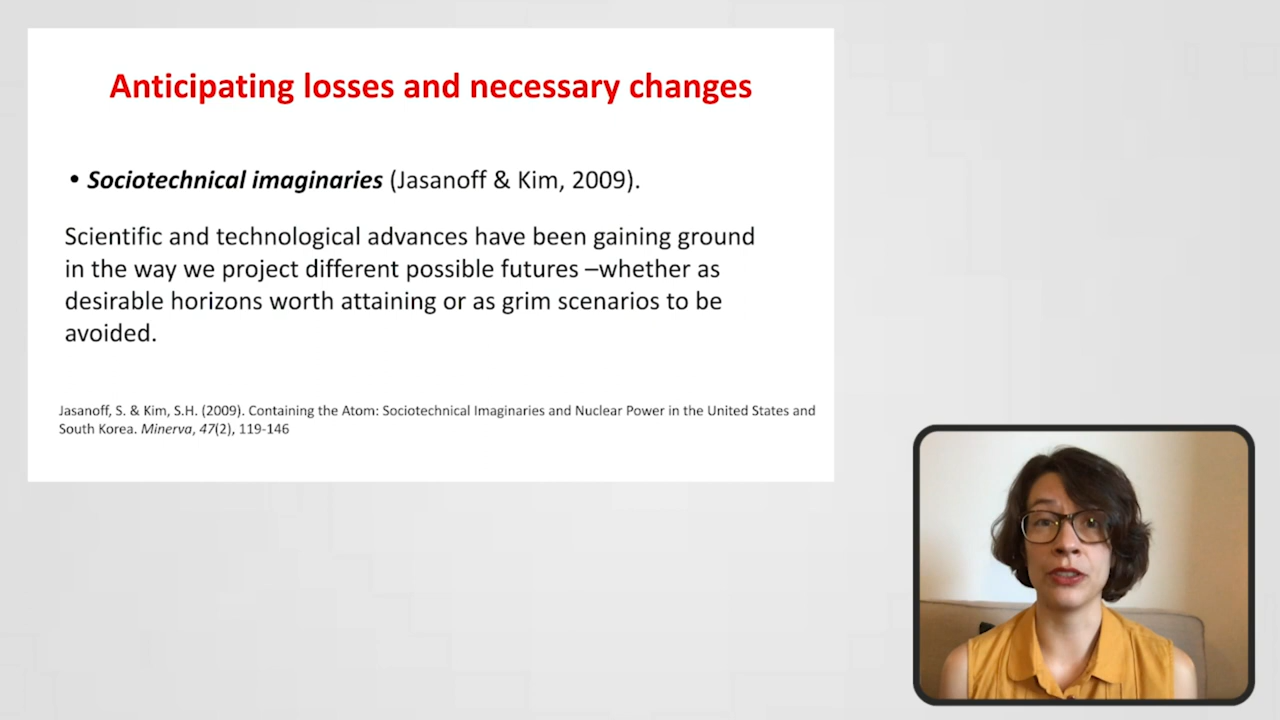 Anticipating losses and necessary changes
• Sociotechnical imaginaries (Jasanoff & Kim, 2009).
Scientific and technological advances have been gaining ground
in the way we project different possible futures –whether as
desirable horizons worth attaining or as grim scenarios to be
avoided.
Jasanoff, S. & Kim, S.H. (2009). Containing the Atom: Sociotechnical Imaginaries and Nuclear Power in the United States and
South Korea. Minerva, 47(2), 119-146